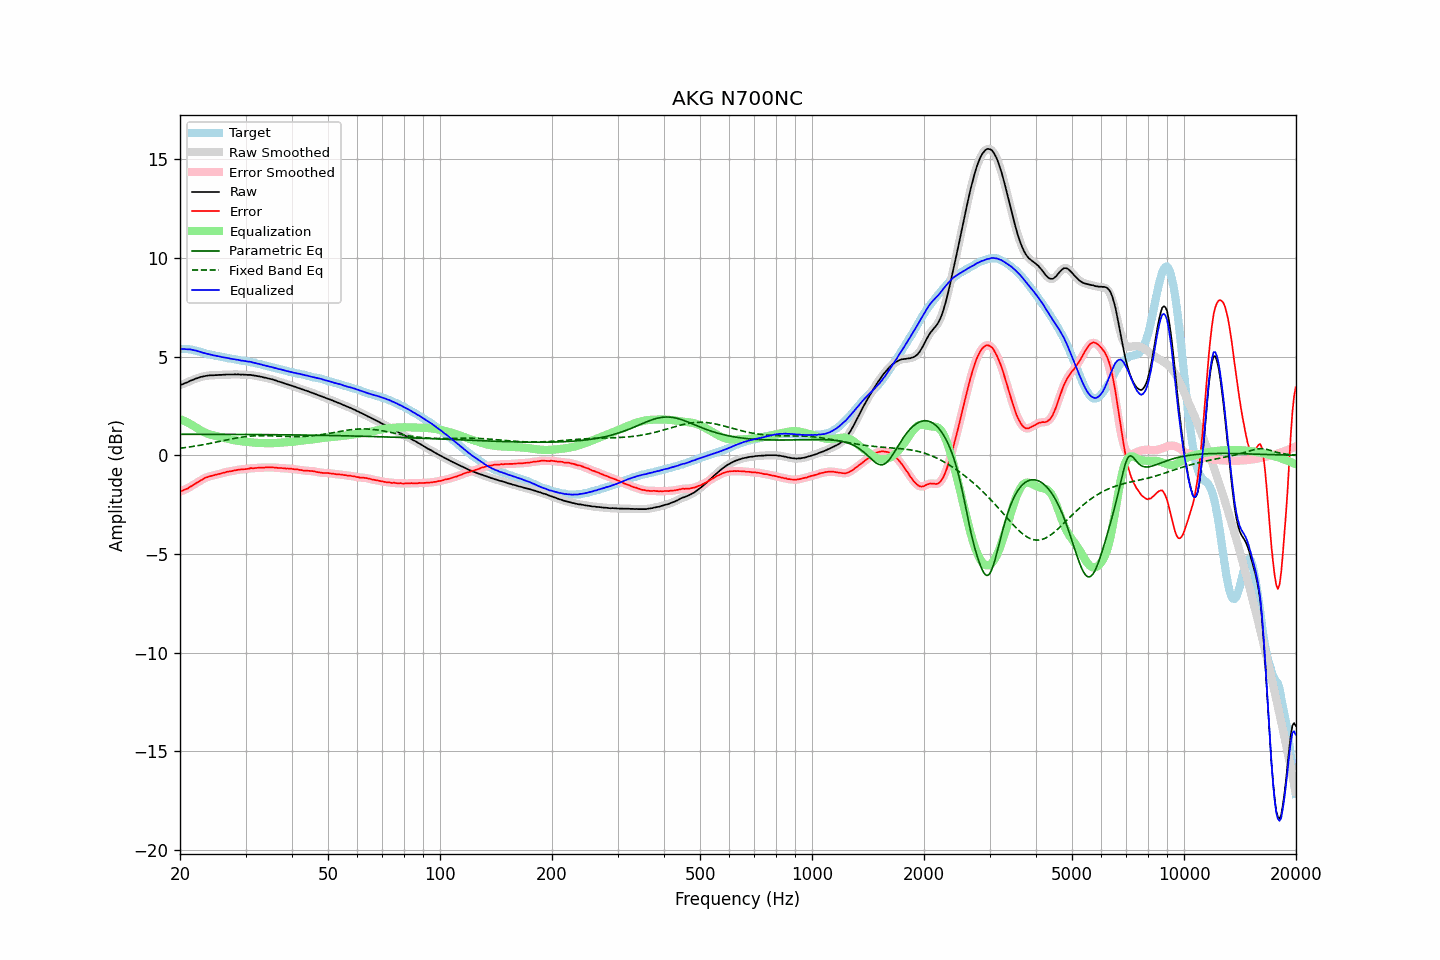 AKG N700NC
Target
Raw Smoothed
Error Smoothed
Raw
Error
Equalization
Parametric Eq
Fixed Band Eq
Equalized
15
10
5
0
−5
−10
−15
−20
Amplitude (dBr)
20 50 100 200 500 1000 2000 5000 10000 20000
Frequency (Hz)